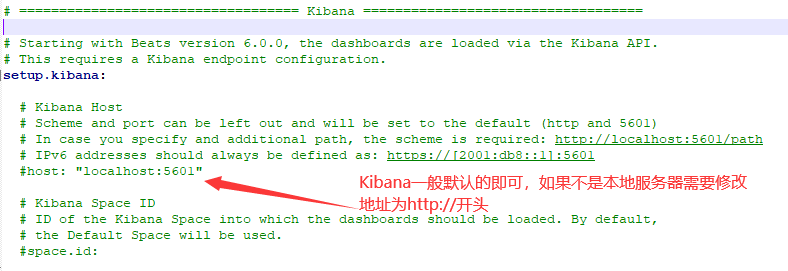 # =================================== Kibana ===================================
# Starting with Beats version 6.0.0, the dashboards are loaded via the Kibana API.
# This requires a Kibana endpoint configuration.
setup.kibana:
# Kibana Host
# Scheme and port can be left out and will be set to the default (http and 5601)
# In case you specify and additional path, the scheme is required: http://localhost:5601/path
# IPv6 addresses should always be defined as: https://[2001:db8::1]:5601
#host: "localhost:5601"
Kibana一般默认的即可，如果不是本地服务器需要修改
地址为http://开头
# Kibana Space ID
# ID of the Kibana Space into which the dashboards should be loaded. By default,
# the Default Space will be used.
#space.id: